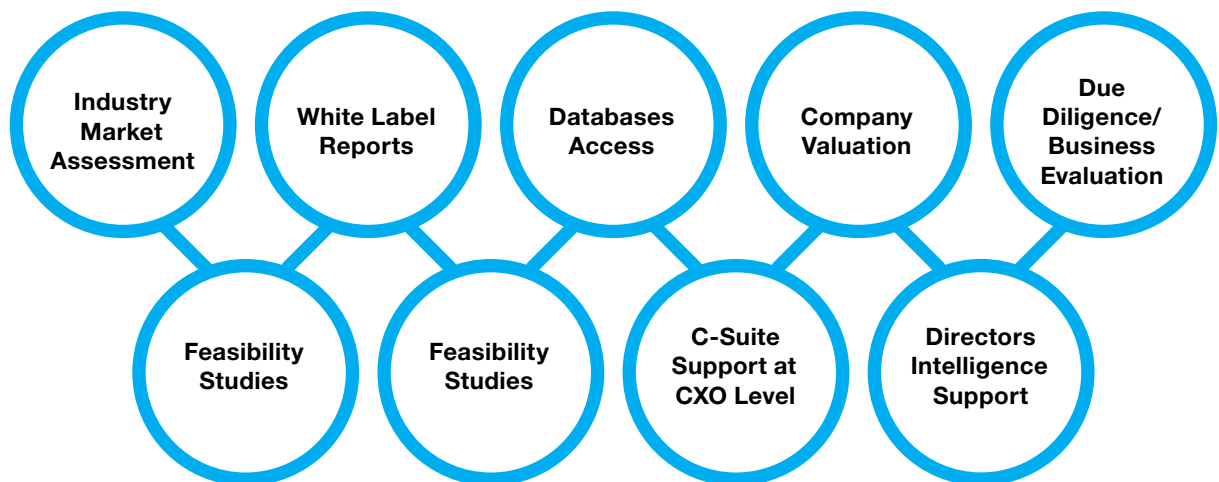 Industry
Market
Assessment
White Label
Reports
Databases
Access
Company
Valuation
Due
Diligence/
Business
Evaluation
Feasibility
Studies
Feasibility
Studies
C-Suite
Support at
CXO Level
Directors
Intelligence
Support